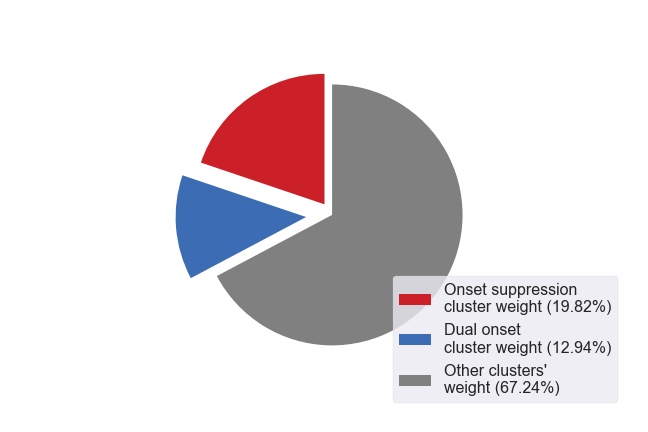 Onset suppression
cluster weight (19.82%)
Dual onset
cluster weight (12.94%)
Other clusters'
weight (67.24%)